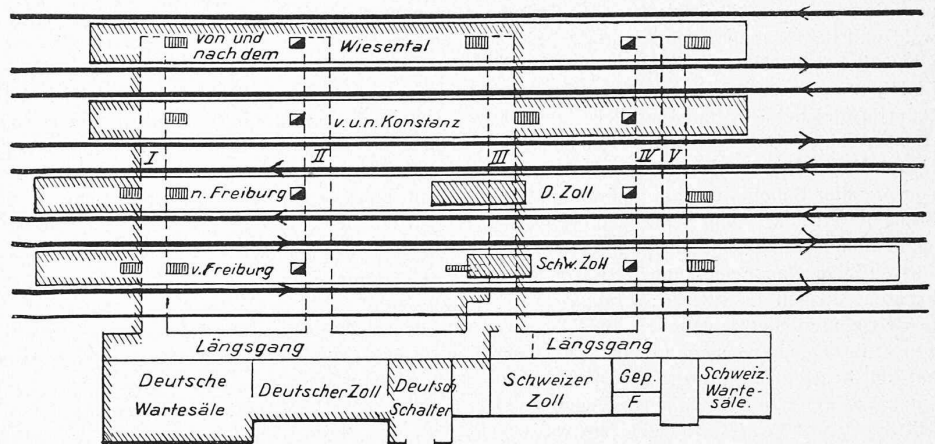 von und
nach dem Wiesental
v.u.n. Konstanz
I II III IV V
n. Freiburg D. Zoll
v. Freiburg Schw. Zoll
Längsgang Längsgang
Deutsche
Wartesäle
Deutscher Zoll
Deutsch
Schalter
Schweizer
Zoll
Gep.
F
Schweiz.
Warte-
säle.